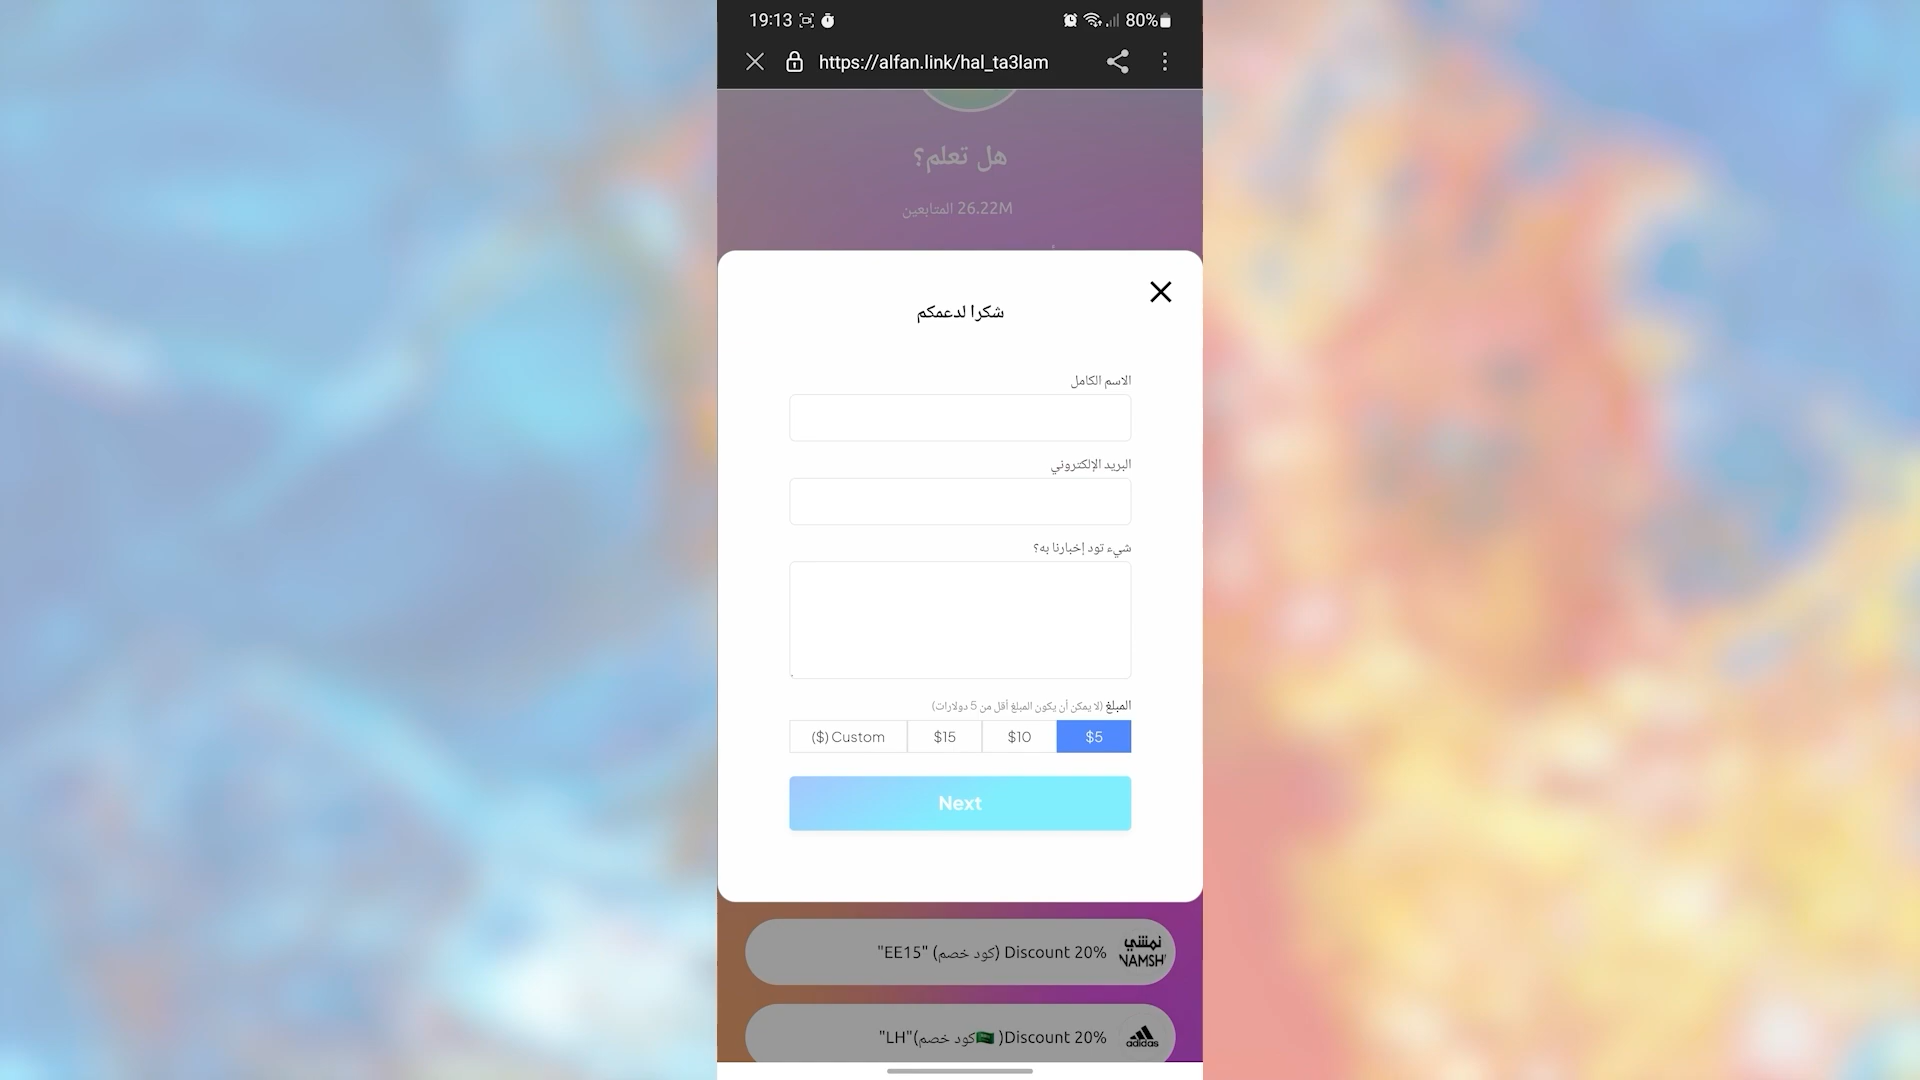 19:13
80%
https://alfan.link/hal_ta3lam
هل تعلم؟
26.22M المتابعين
شكرا لدعمكم
الاسم الكامل
البريد الإلكتروني
شيء تود إخبارنا به؟
المبلغ (لا يمكن أن يكون المبلغ أقل من 5 دولارات)
$5
$10
$15
($) Custom
Next
نمشي
NAMSHI
Discount 20% (كود خصم) "EE15"
adidas
Discount 20%( 🇸🇦كود خصم)"LH"